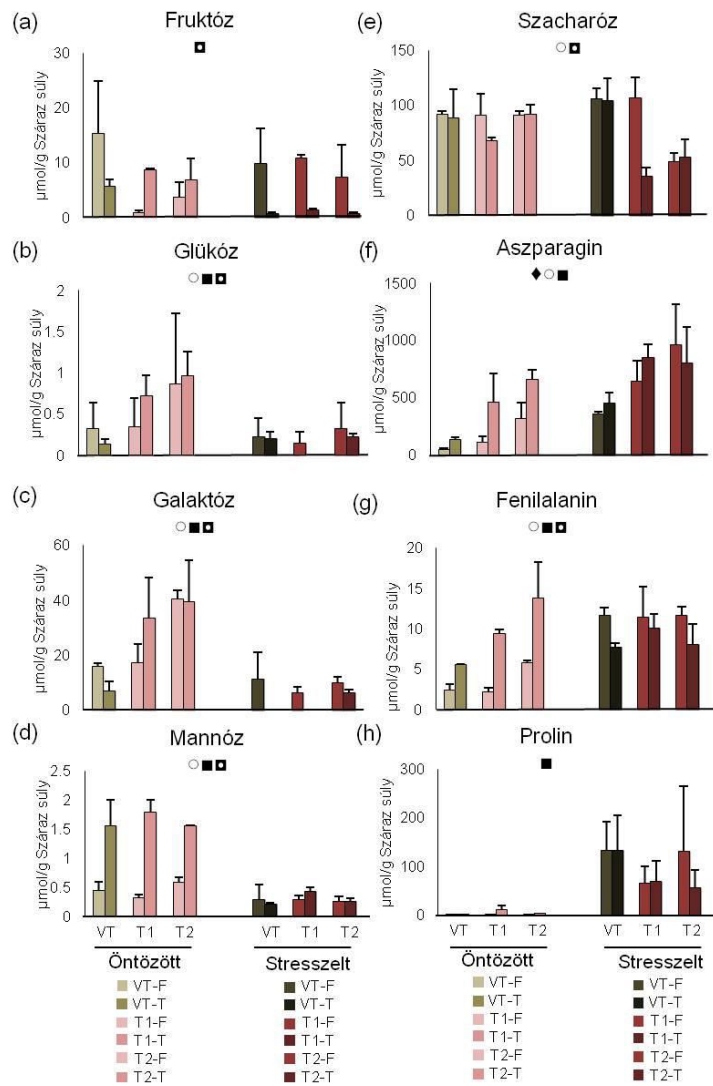 (a) Fruktóz
µmol/g Száraz súly
30
20
10
0
(b) Glükóz
µmol/g Száraz súly
2
1.5
1
0.5
0
(c) Galaktóz
µmol/g Száraz súly
60
40
20
0
(d) Mannóz
µmol/g Száraz súly
2.5
2
1.5
1
0.5
0
VT T1 T2 VT T1 T2
Öntözött Stresszelt
VT-F VT-F
VT-T VT-T
T1-F T1-F
T1-T T1-T
T2-F T2-F
T2-T T2-T
(e) Szacharóz
µmol/g Száraz súly
150
100
50
0
(f) Aszparagin
µmol/g Száraz súly
1500
1000
500
0
(g) Fenilalanin
µmol/g Száraz súly
20
15
10
5
0
(h) Prolin
µmol/g Száraz súly
300
200
100
0
VT T1 T2 VT T1 T2
Öntözött Stresszelt
VT-F VT-F
VT-T VT-T
T1-F T1-F
T1-T T1-T
T2-F T2-F
T2-T T2-T